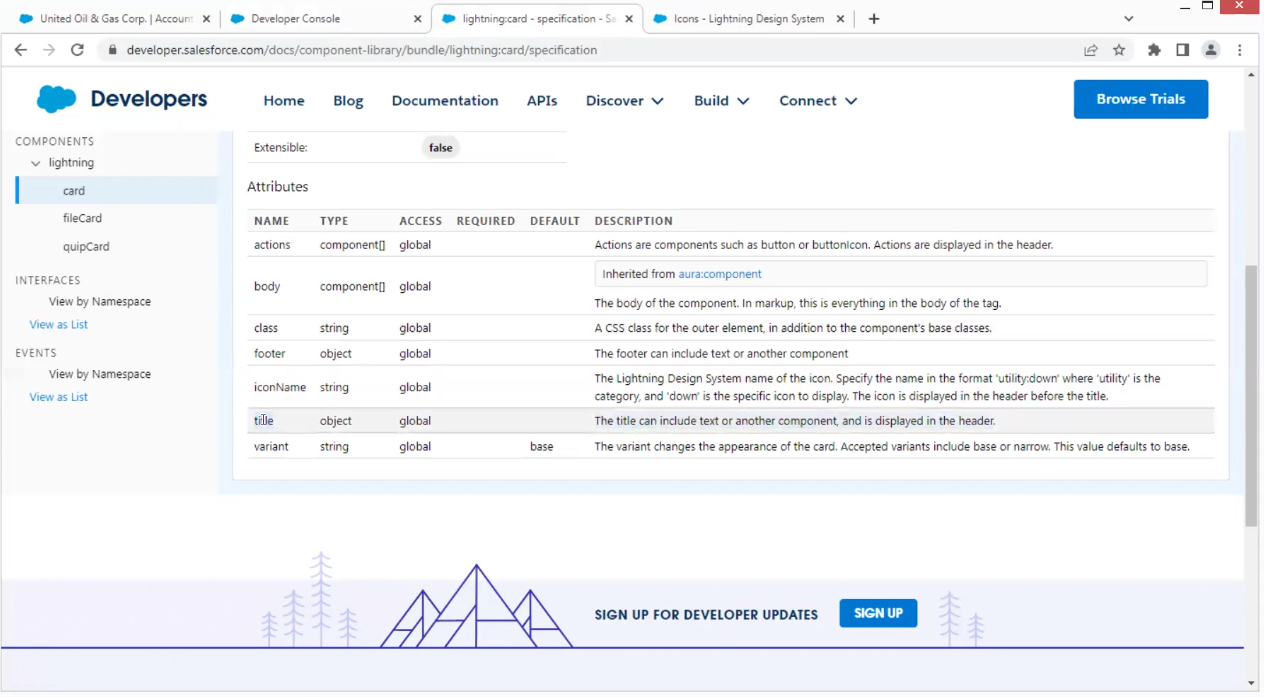 United Oil & Gas Corp. | Account
Developer Console
lightning:card - specification - Sa
Icons - Lightning Design System
developer.salesforce.com/docs/component-library/bundle/lightning:card/specification
Developers
Home Blog Documentation APIs Discover Build Connect
Browse Trials
COMPONENTS
lightning
card
fileCard
quipCard
INTERFACES
View by Namespace
View as List
EVENTS
View by Namespace
View as List
Extensible: false
Attributes
NAME TYPE ACCESS REQUIRED DEFAULT DESCRIPTION
actions component[] global Actions are components such as button or buttonIcon. Actions are displayed in the header.
Inherited from aura:component
body component[] global
The body of the component. In markup, this is everything in the body of the tag.
class string global A CSS class for the outer element, in addition to the component's base classes.
footer object global The footer can include text or another component
The Lightning Design System name of the icon. Specify the name in the format 'utility:down' where 'utility' is the
iconName string global
category, and 'down' is the specific icon to display. The icon is displayed in the header before the title.
title object global The title can include text or another component, and is displayed in the header.
variant string global base The variant changes the appearance of the card. Accepted variants include base or narrow. This value defaults to base.
SIGN UP FOR DEVELOPER UPDATES SIGN UP